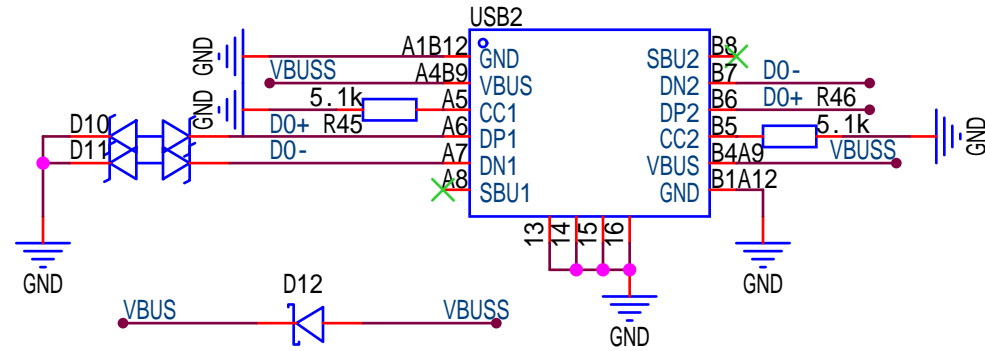 USB2
GND
A1B12
GND
SBU2
B8
VBUSS
A4B9
VBUS
DN2
B7
D0-
GND
5.1k
A5
CC1
DP2
B6
D0+
R46
D10
D0+
R45
A6
DP1
CC2
B5
5.1k
GND
D11
D0-
A7
DN1
VBUS
B4A9
VBUSS
A8
SBU1
GND
B1A12
13
14
15
16
GND
GND
GND
D12
VBUS
VBUSS